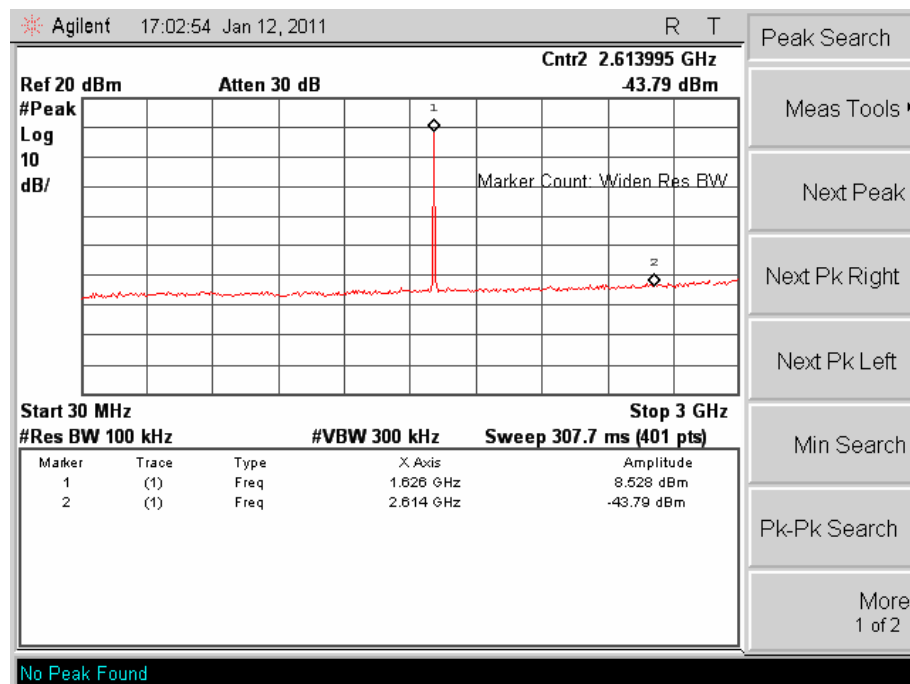 Agilent 17:02:54 Jan 12, 2011 R T
Peak Search
Cntr2 2.613995 GHz
Ref 20 dBm Atten 30 dB -43.79 dBm
#Peak
Log
10
dB/
1
Marker Count: Widen Res BW
2
Start 30 MHz Stop 3 GHz
#Res BW 100 kHz #VBW 300 kHz Sweep 307.7 ms (401 pts)
Marker Trace Type X Axis Amplitude
1 (1) Freq 1.626 GHz 8.528 dBm
2 (1) Freq 2.614 GHz -43.79 dBm
Meas Tools
Next Peak
Next Pk Right
Next Pk Left
Min Search
Pk-Pk Search
More
1 of 2
No Peak Found